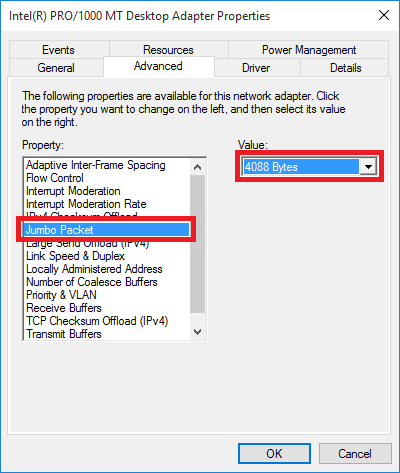 Intel(R) PRO/1000 MT Desktop Adapter Properties
Events Resources Power Management
General Advanced Driver Details
The following properties are available for this network adapter. Click
the property you want to change on the left, and then select its value
on the right.
Property: Value:
Adaptive Inter-Frame Spacing 4088 Bytes
Flow Control
Interrupt Moderation
Interrupt Moderation Rate
IPv4 Checksum Offload
Jumbo Packet
Large Send Offload (IPv4)
Link Speed & Duplex
Locally Administered Address
Number of Coalesce Buffers
Priority & VLAN
Receive Buffers
TCP Checksum Offload (IPv4)
Transmit Buffers
OK Cancel